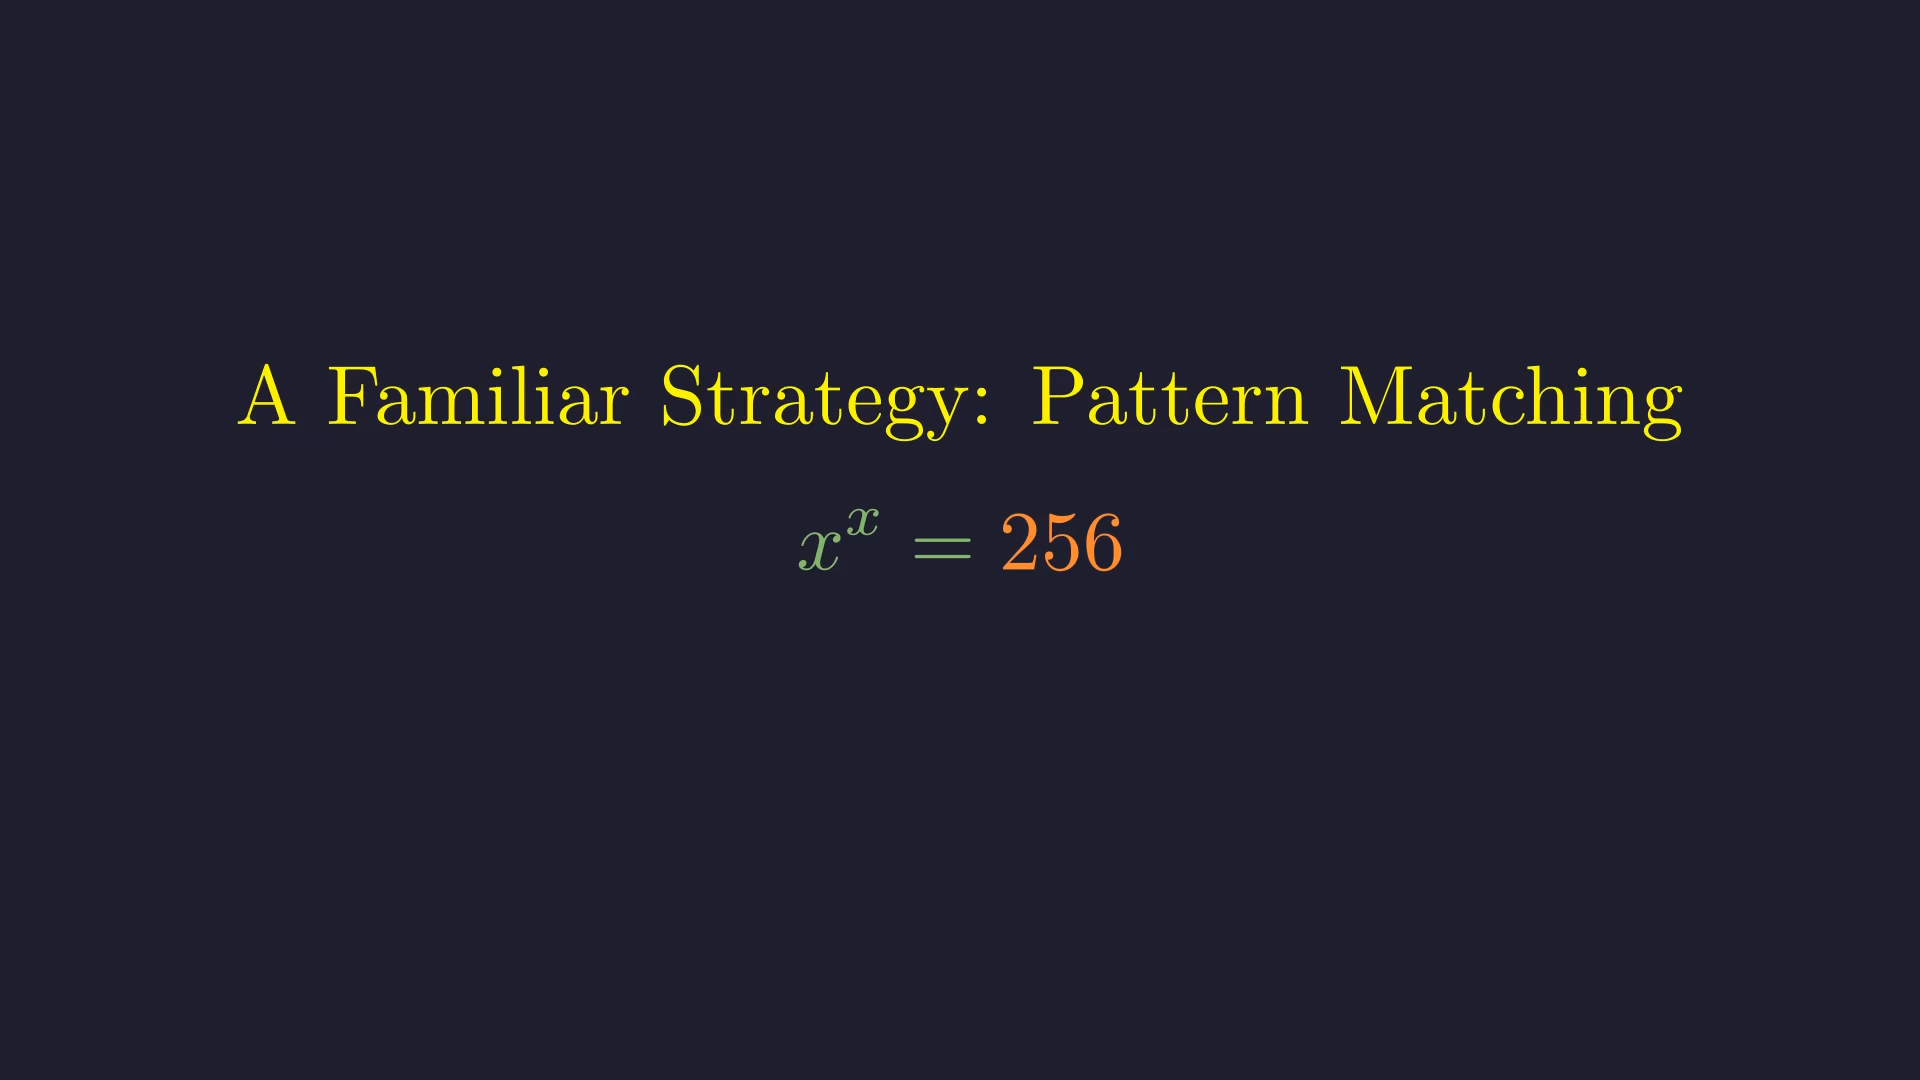 A Familiar Strategy: Pattern Matching
$x^x = 256$